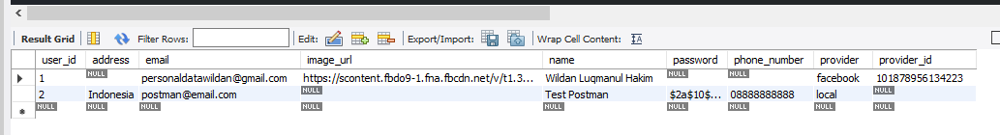 Result Grid Filter Rows: Edit: Export/Import: Wrap Cell Content: IA
user_id address email image_url name password phone_number provider provider_id
1 NULL personaldatawildan@gmail.com https://scontent.fbdo9-1.fna.fbcdn.net/v/t1.3... Wildan Luqmanul Hakim NULL NULL facebook 101878956134223
2 Indonesia postman@email.com NULL Test Postman $2a$10$... 08888888888 local NULL
NULL NULL NULL NULL NULL NULL NULL NULL NULL